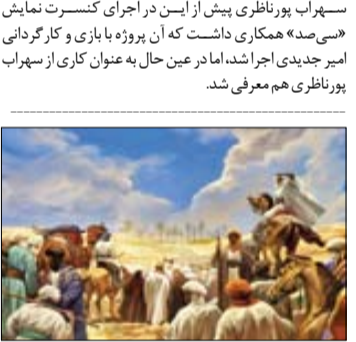 سهراب پورناظری پیش از این در اجرای کنسرت نمایش
«سی‌صد» همکاری داشت که آن پروژه با بازی و کارگردانی
امیر جدیدی اجرا شد، اما در عین حال به عنوان کاری از سهراب
پورناظری هم معرفی شد.